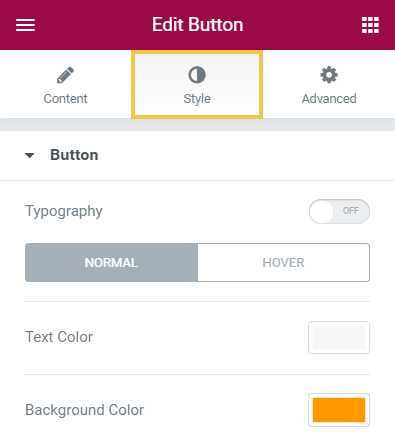 Edit Button
Content Style Advanced
Button
Typography OFF
NORMAL HOVER
Text Color
Background Color